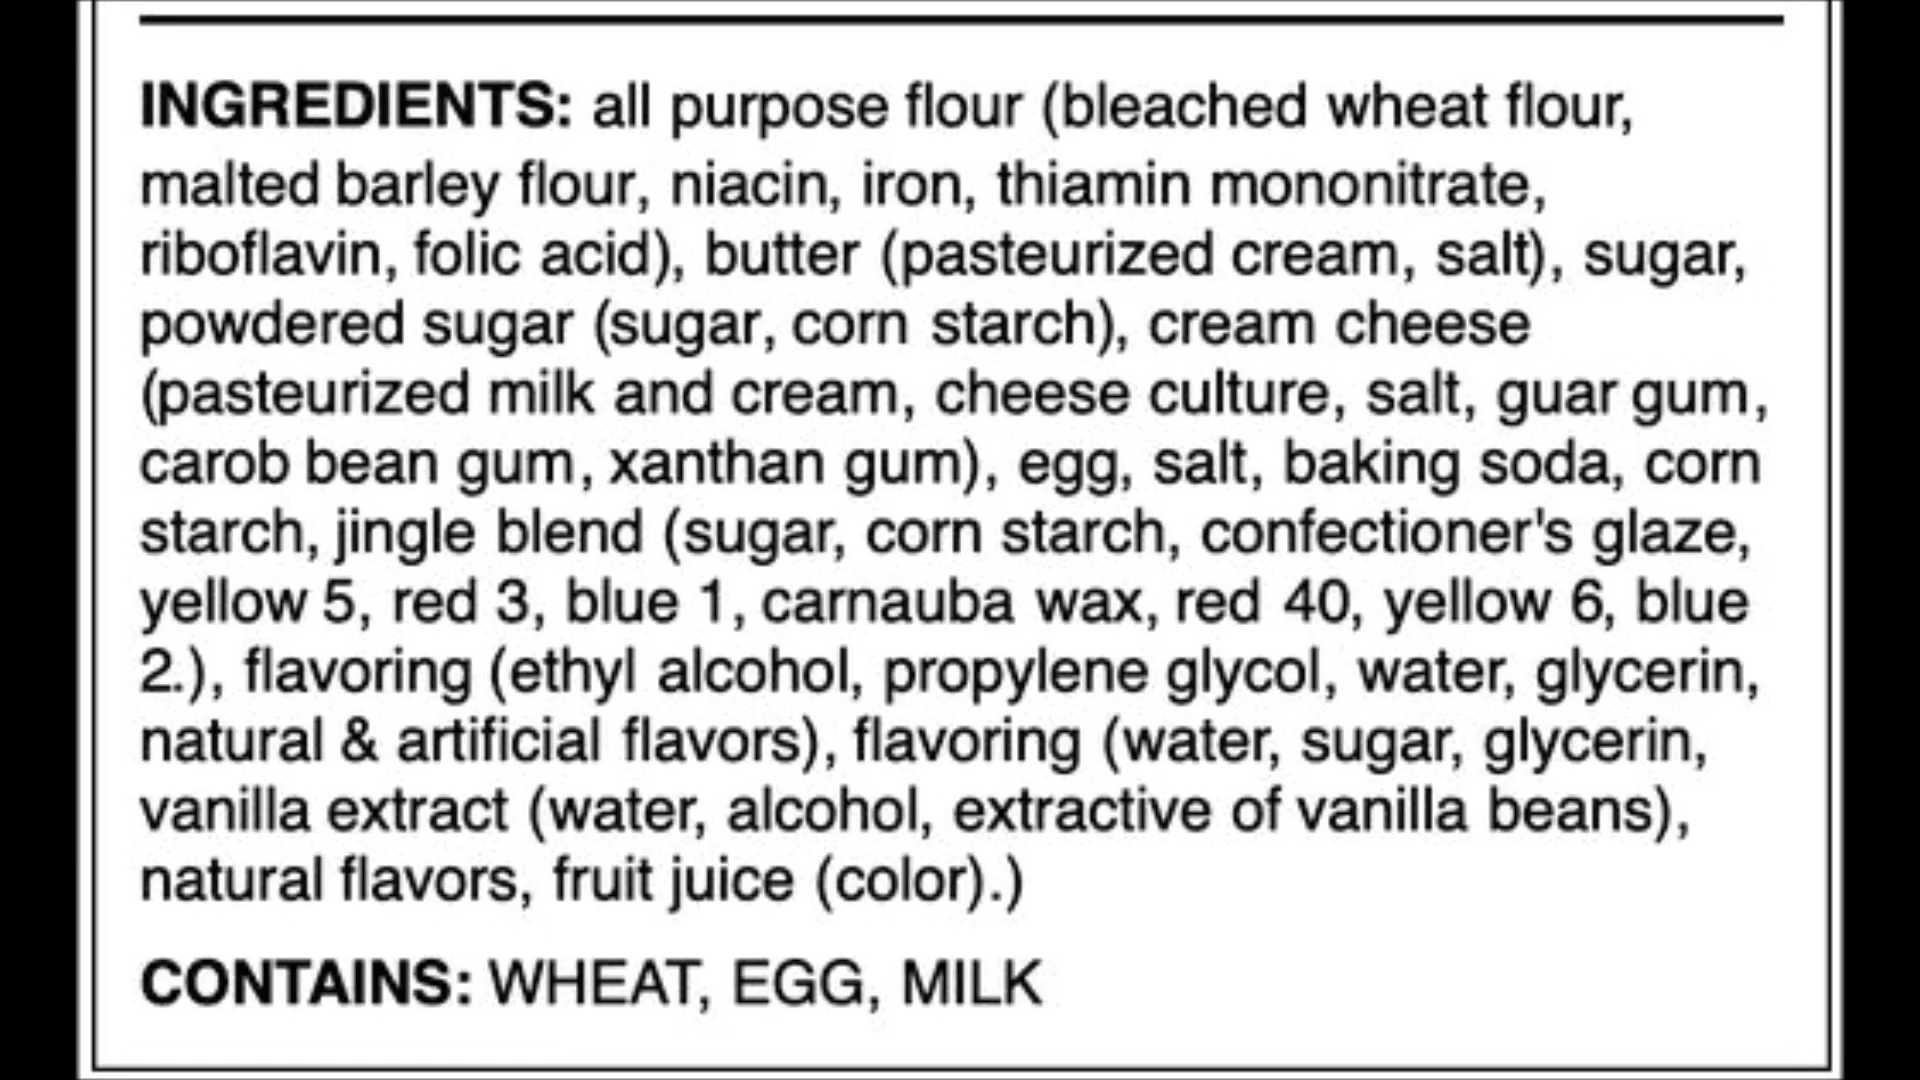 INGREDIENTS: all purpose flour (bleached wheat flour,
malted barley flour, niacin, iron, thiamin mononitrate,
riboflavin, folic acid), butter (pasteurized cream, salt), sugar,
powdered sugar (sugar, corn starch), cream cheese
(pasteurized milk and cream, cheese culture, salt, guar gum,
carob bean gum, xanthan gum), egg, salt, baking soda, corn
starch, jingle blend (sugar, corn starch, confectioner's glaze,
yellow 5, red 3, blue 1, carnauba wax, red 40, yellow 6, blue
2.), flavoring (ethyl alcohol, propylene glycol, water, glycerin,
natural & artificial flavors), flavoring (water, sugar, glycerin,
vanilla extract (water, alcohol, extractive of vanilla beans),
natural flavors, fruit juice (color).)
CONTAINS: WHEAT, EGG, MILK